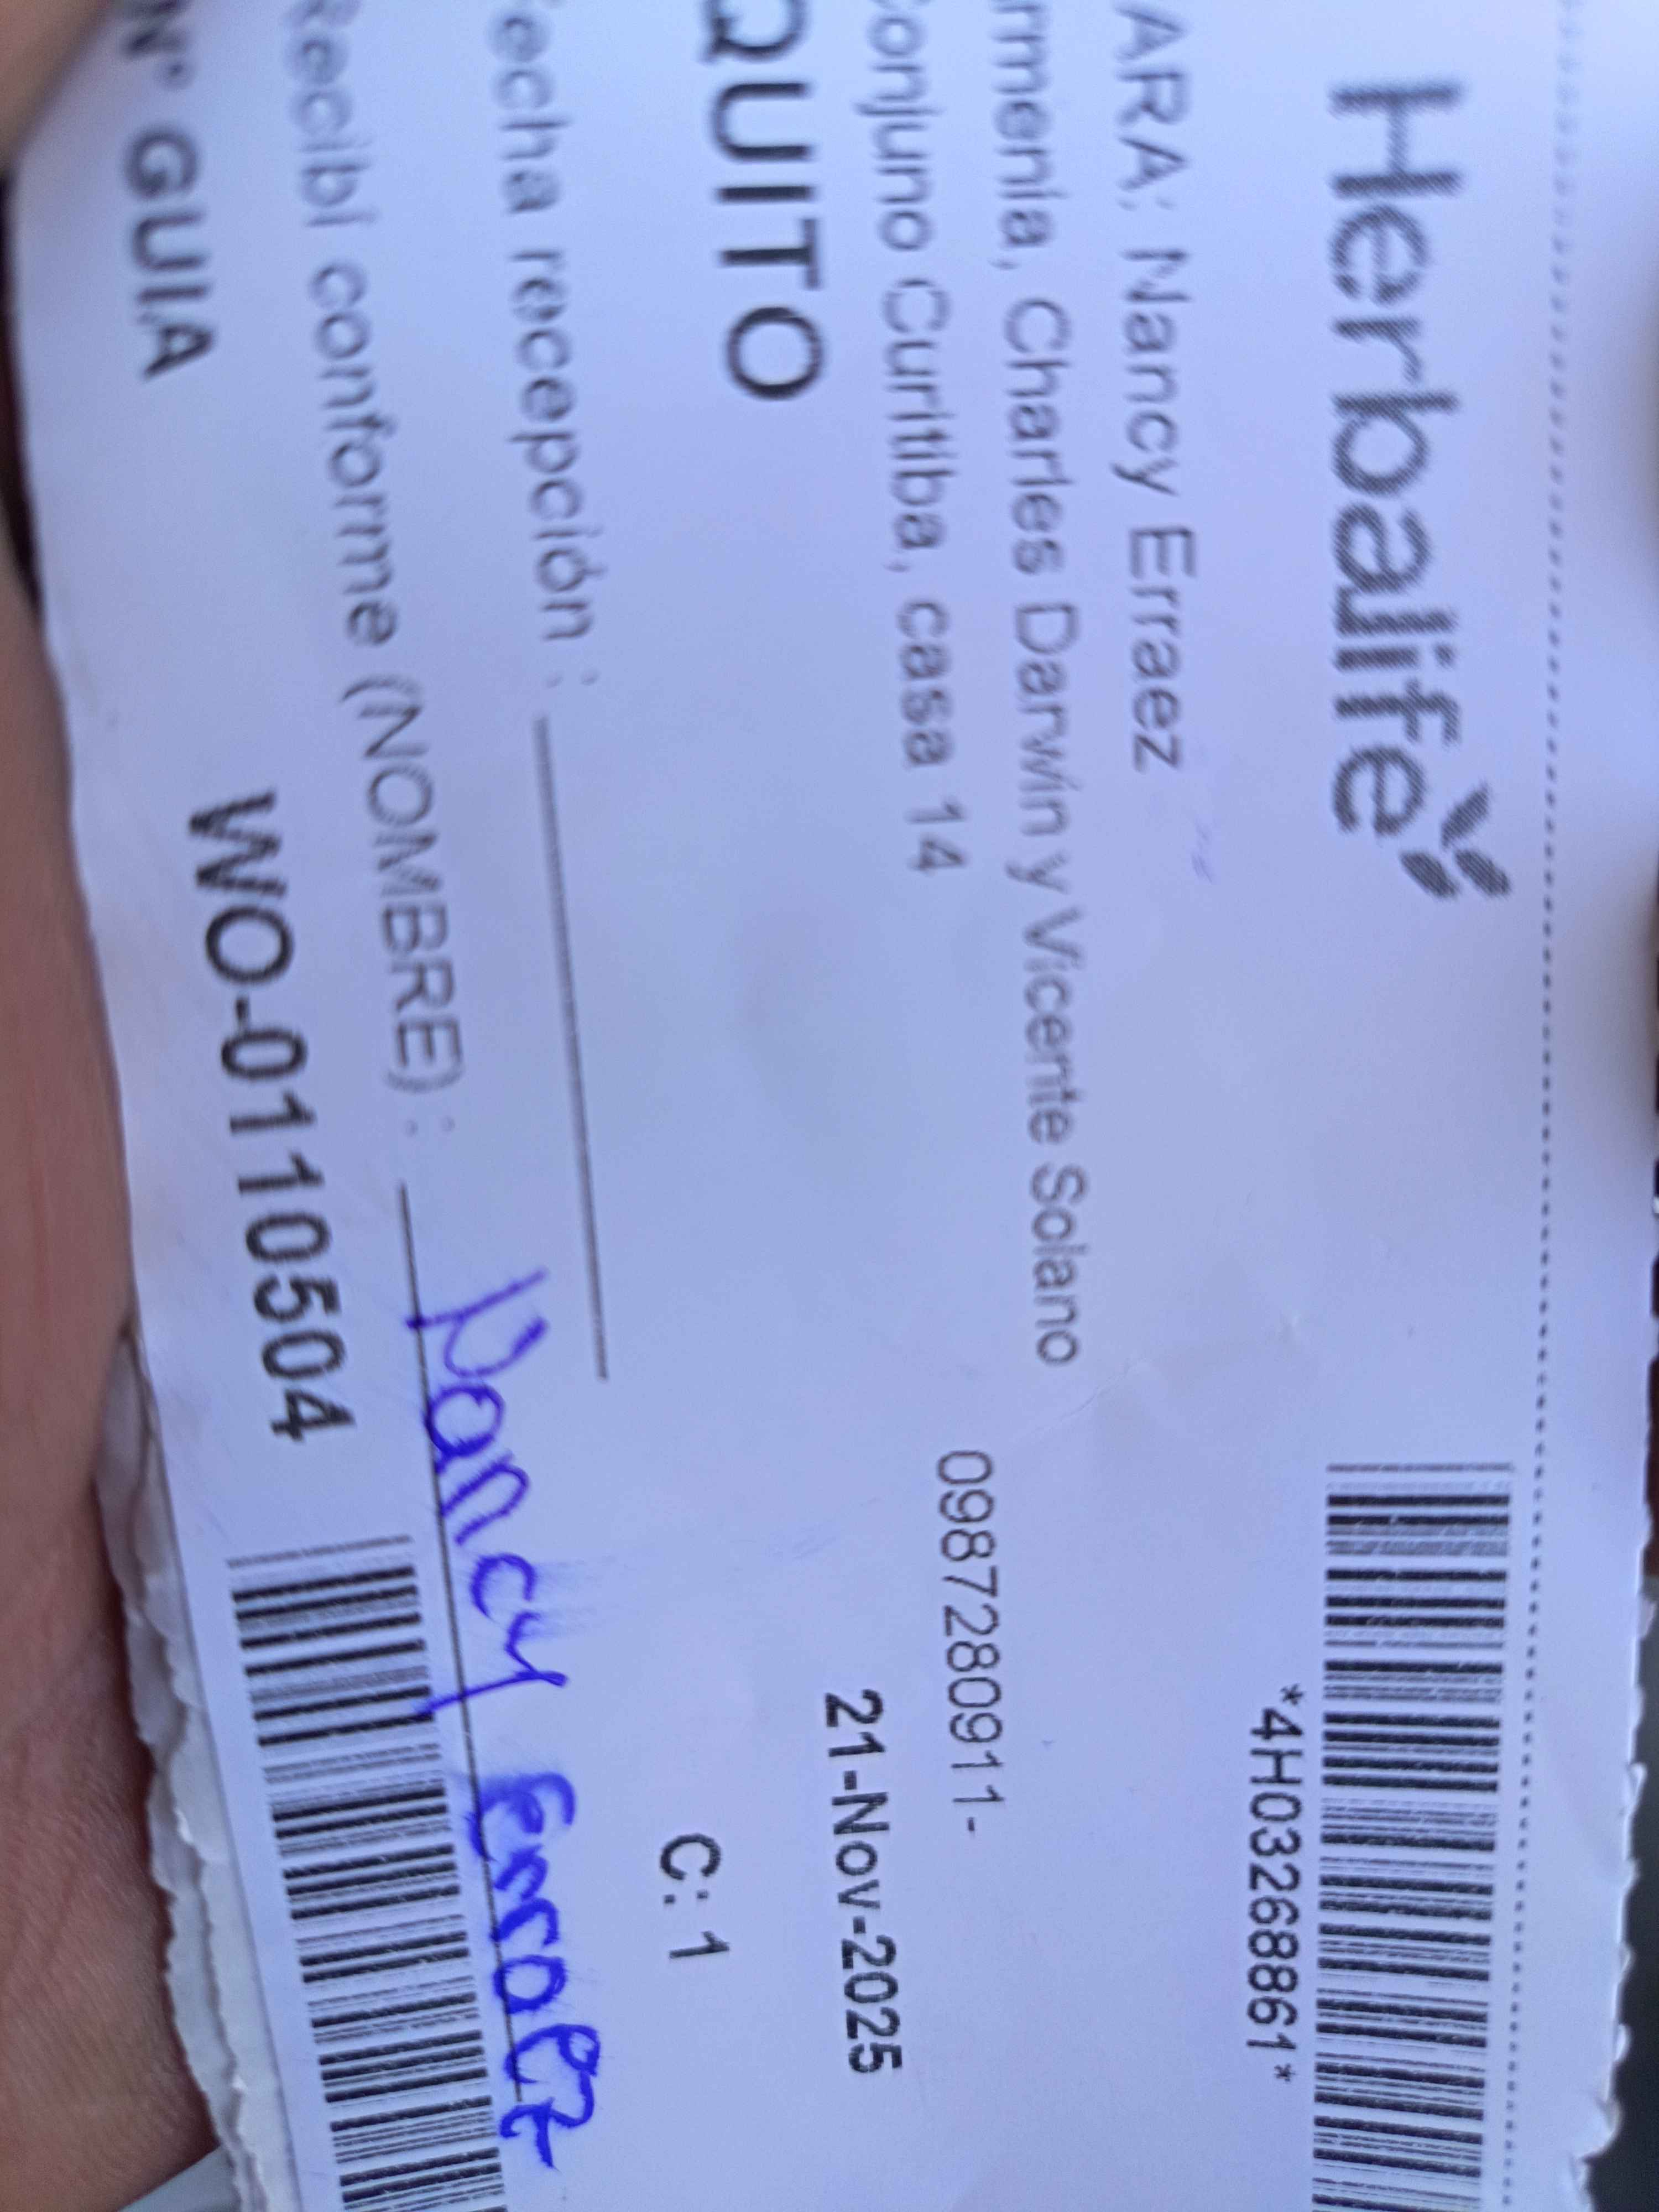 Herbalife
*4H03268861*
ARA: Nancy Erraez
rmenia, Charles Darwin y Vicente Solano
onjuno Curitiba, casa 14
0987280911-
QUITO
21-Nov-2025
C: 1
echa recepción :
Recibí conforme (NOMBRE) : Nancy Erraez
N° GUIA WO-0110504